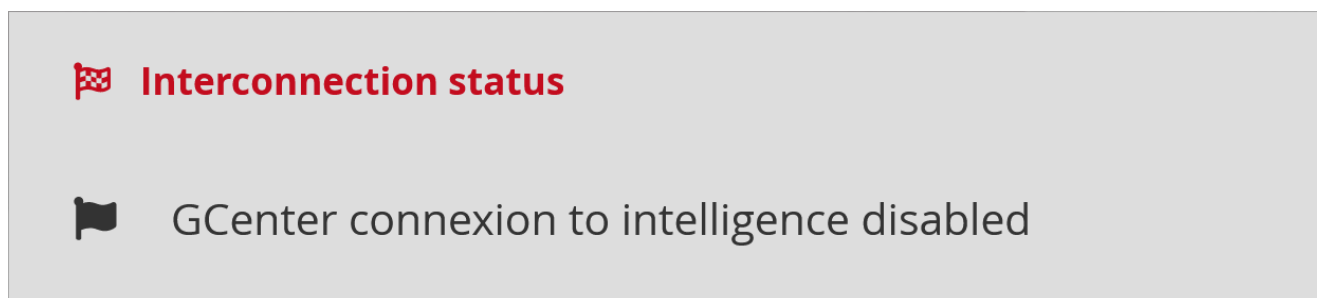 Interconnection status
GCenter connexion to intelligence disabled